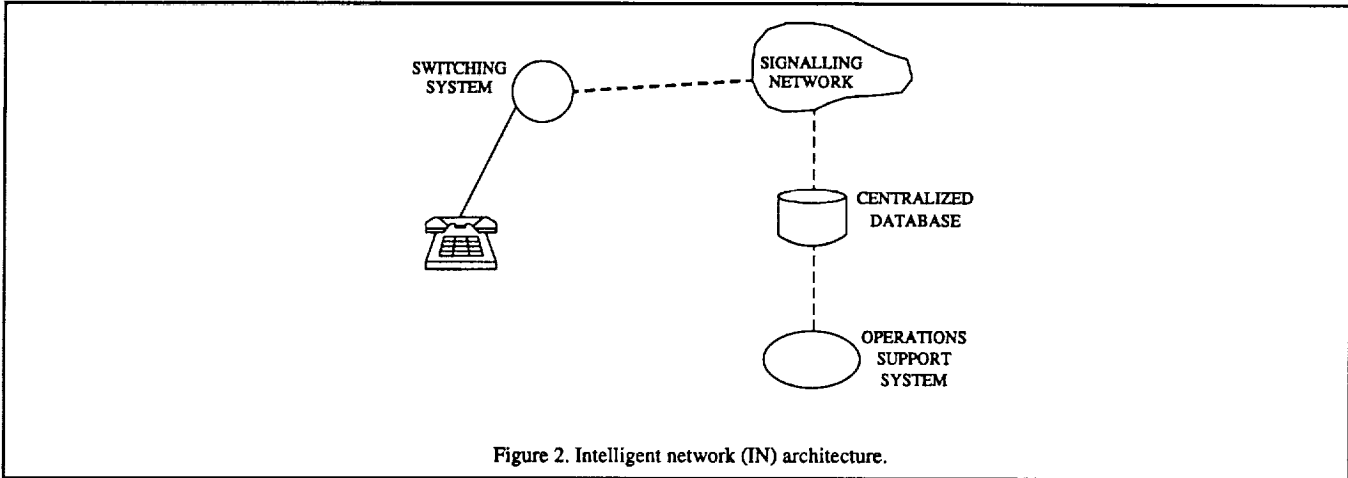 SWITCHING
SYSTEM
SIGNALLING
NETWORK
CENTRALIZED
DATABASE
OPERATIONS
SUPPORT
SYSTEM
Figure 2. Intelligent network (IN) architecture.